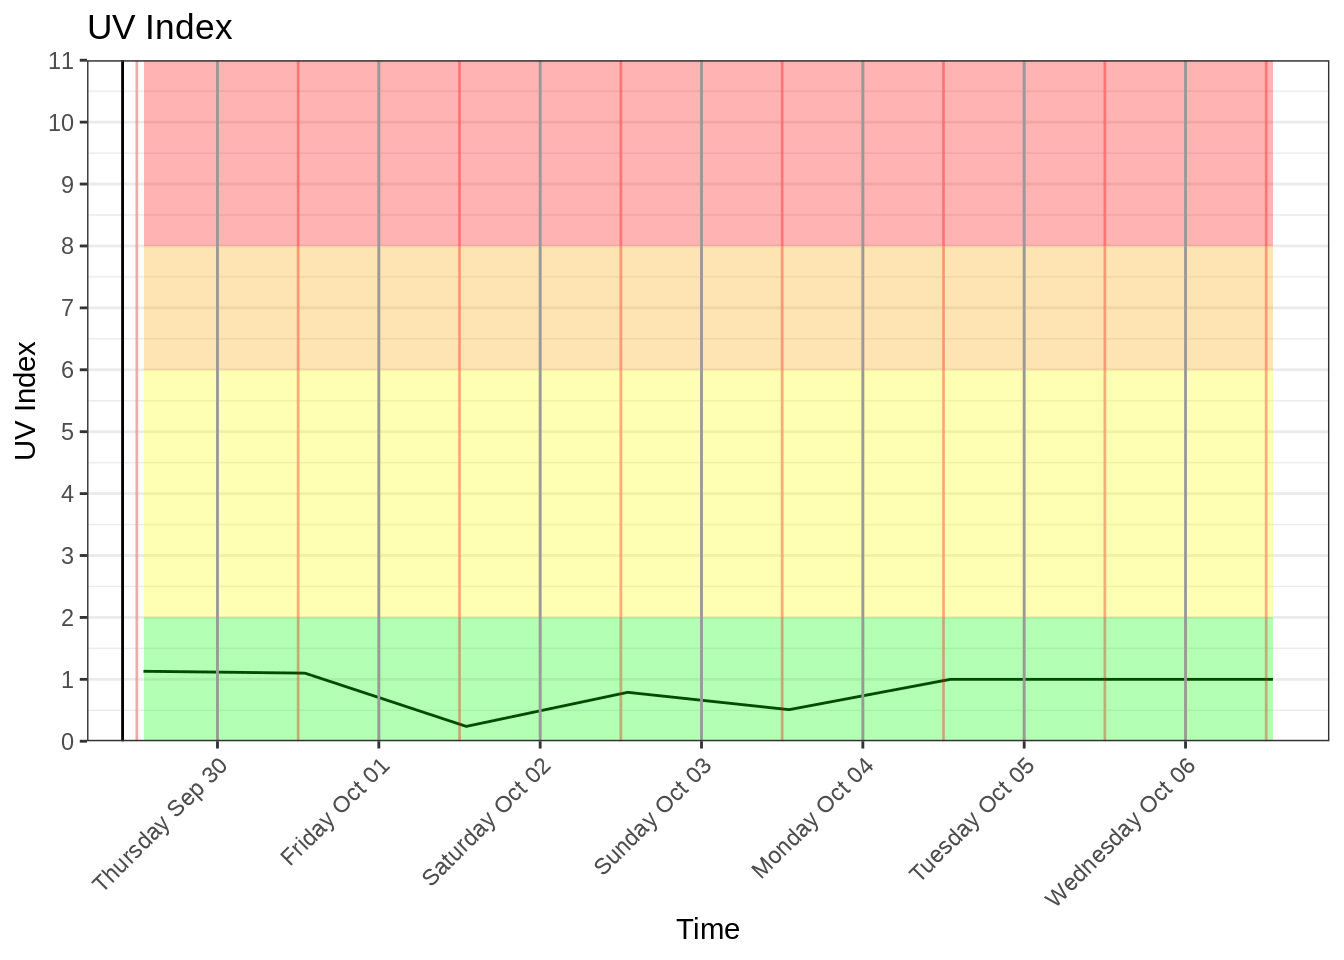 UV Index
11
10
9
8
7
6
5
4
3
2
1
0
UV Index
Thursday Sep 30
Friday Oct 01
Saturday Oct 02
Sunday Oct 03
Monday Oct 04
Tuesday Oct 05
Wednesday Oct 06
Time